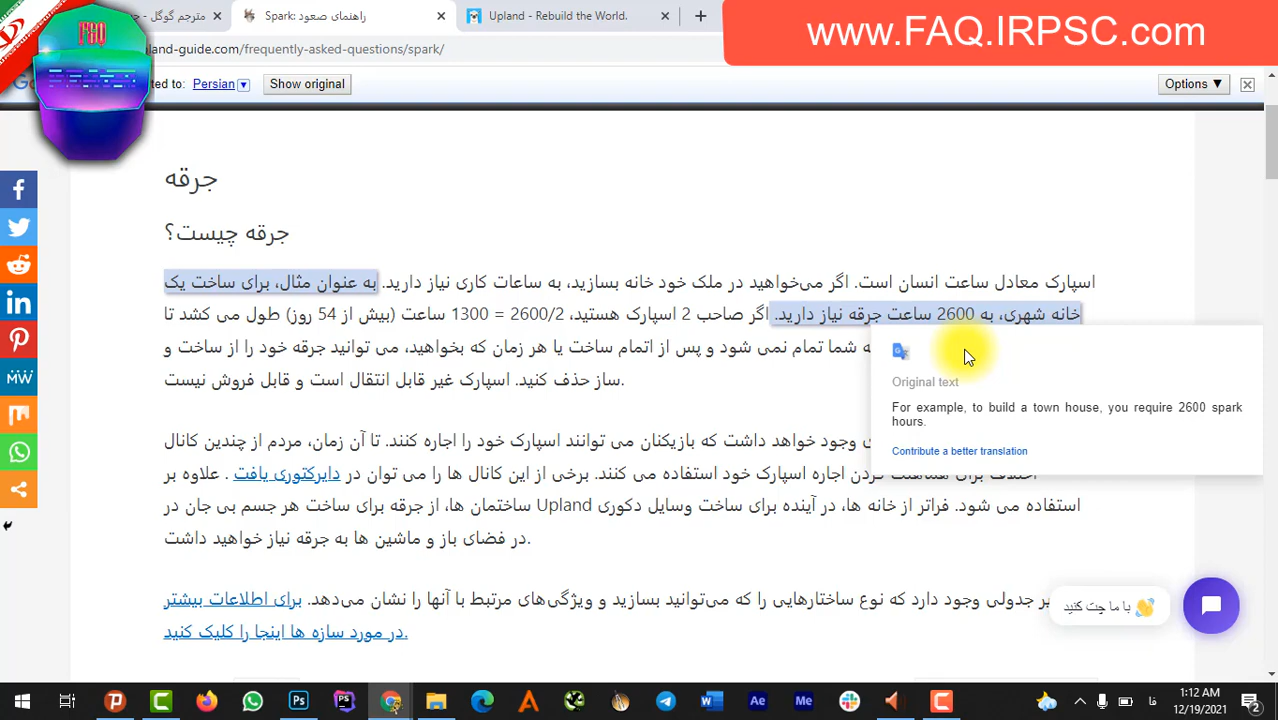 مترجم گوگل -
Spark: راهنمای صعود
Upland - Rebuild the World.
www.FAQ.IRPSC.com
land-guide.com/frequently-asked-questions/spark/
FAQ
to: Persian
Show original
Options ▼
جرقه
جرقه چیست؟
اسپارک معادل ساعت انسان است. اگر می‌خواهید در ملک خود خانه بسازید، به ساعات کاری نیاز دارید. به عنوان مثال، برای ساخت یک
خانه شهری، به 2600 ساعت جرقه نیاز دارید. اگر صاحب 2 اسپارک هستید، 2600/2 = 1300 ساعت (بیش از 54 روز) طول می کشد تا
ه شما تمام نمی شود و پس از اتمام ساخت یا هر زمان که بخواهید، می توانید جرقه خود را از ساخت و
ساز حذف کنید. اسپارک غیر قابل انتقال است و قابل فروش نیست.
Original text
For example, to build a town house, you require 2600 spark
hours.
Contribute a better translation
وجود خواهد داشت که بازیکنان می توانند اسپارک خود را اجاره کنند. تا آن زمان، مردم از چندین کانال
کردن اجاره اسپارک خود استفاده می کنند. برخی از این کانال ها را می توان در دایرکتوری یافت . علاوه بر
استفاده می شود. فراتر از خانه ها، در آینده برای ساخت وسایل دکوری Upland ساختمان ها، از جرقه برای ساخت هر جسم بی جان در
فضای باز و ماشین ها به جرقه نیاز خواهید داشت.
یر جدولی وجود دارد که نوع ساختارهایی را که می‌توانید بسازید و ویژگی‌های مرتبط با آنها را نشان می‌دهد. برای اطلاعات بیشتر
در مورد سازه ها اینجا را کلیک کنید.
با ما چت کنید
MW
1:12 AM
12/19/2021